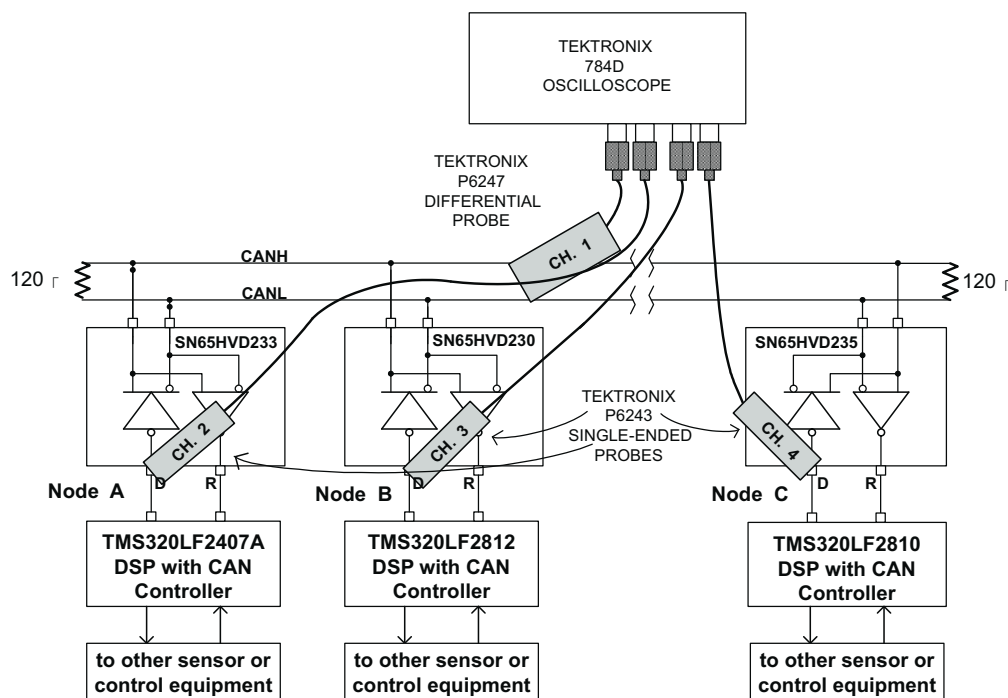 TEKTRONIX
784D
OSCILLOSCOPE
TEKTRONIX
P6247
DIFFERENTIAL
PROBE
CH. 1
CANH
120 ┌
120 ┌
CANL
SN65HVD233
SN65HVD230
SN65HVD235
TEKTRONIX
P6243
SINGLE-ENDED
PROBES
CH. 2
CH. 3
CH. 4
Node A
D
R
Node B
D
R
Node C
D
R
TMS320LF2407A
DSP with CAN
Controller
TMS320LF2812
DSP with CAN
Controller
TMS320LF2810
DSP with CAN
Controller
to other sensor or
control equipment
to other sensor or
control equipment
to other sensor or
control equipment